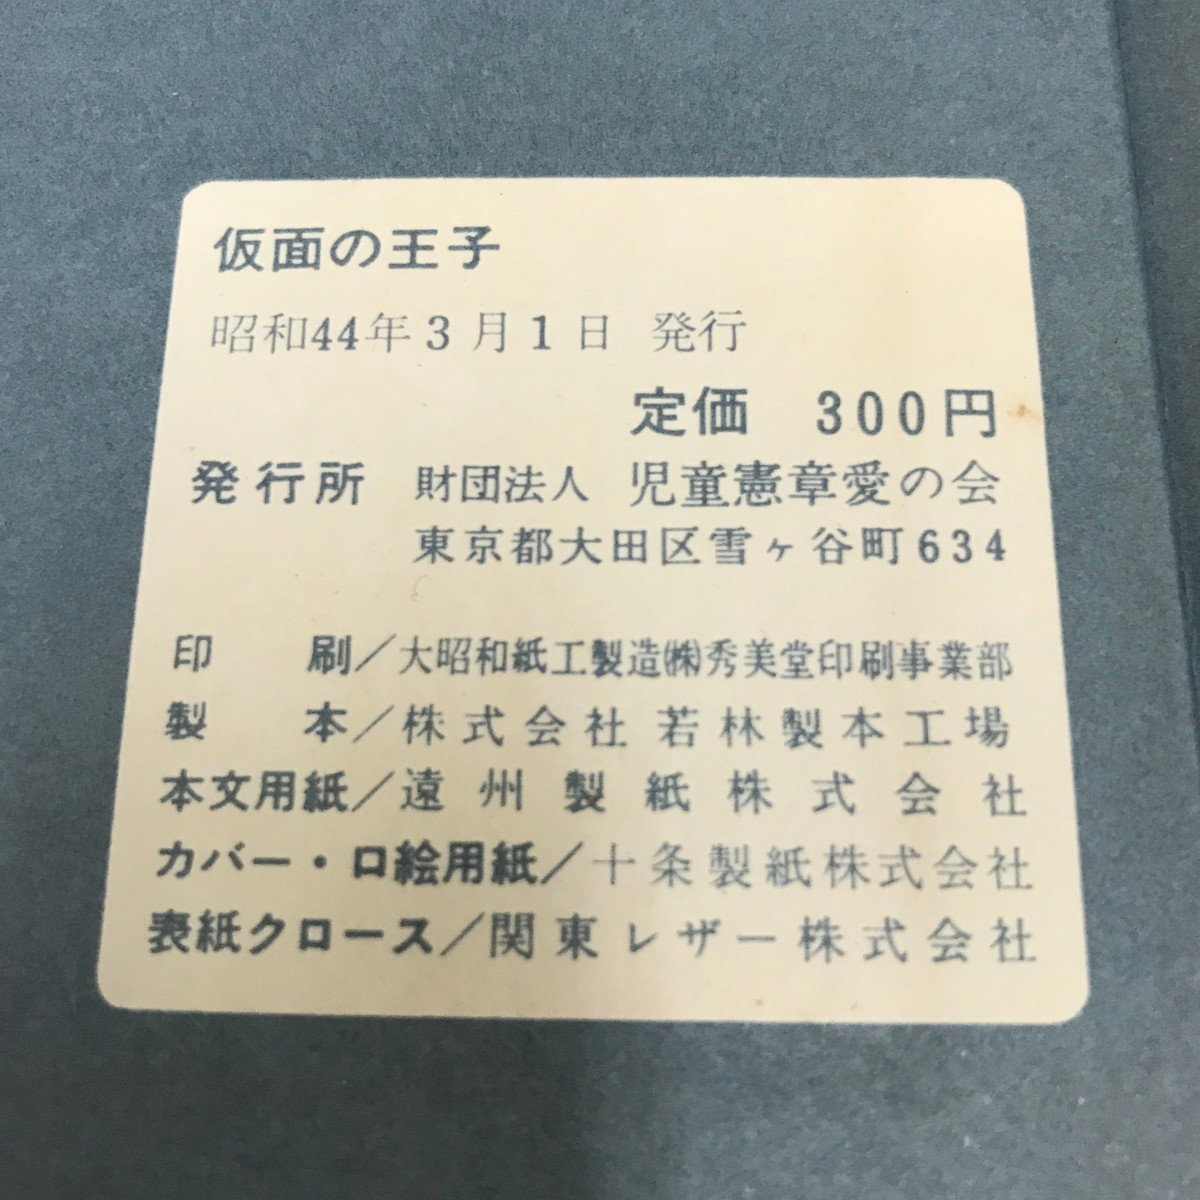 仮面の王子
昭和44年3月1日 発行
定価 300円
発行所 財団法人 児童憲章愛の会
東京都大田区雪ヶ谷町634
印 刷／大昭和紙工製造㈱秀美堂印刷事業部
製 本／株式会社 若林製本工場
本文用紙／遠州製紙株式会社
カバー・口絵用紙／十条製紙株式会社
表紙クロース／関東レザー株式会社